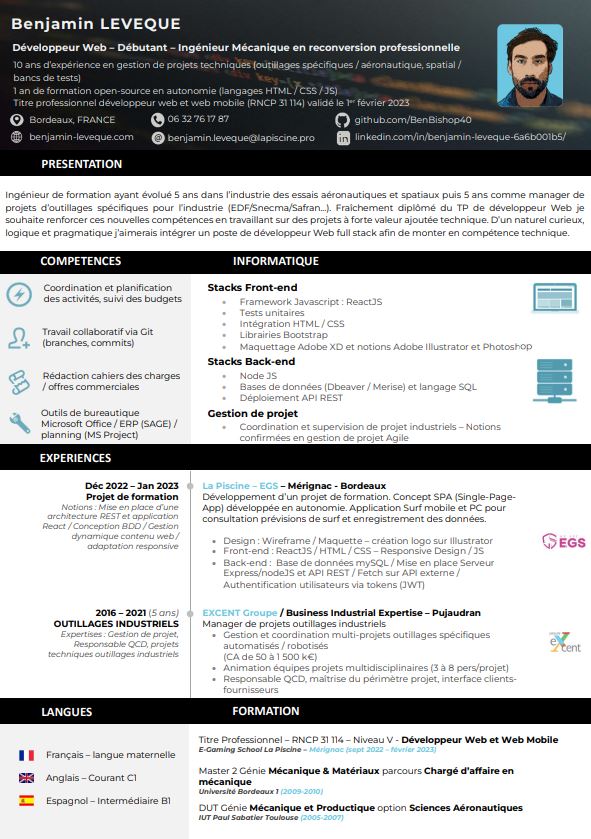 Benjamin LEVEQUE
Développeur Web – Débutant – Ingénieur Mécanique en reconversion professionnelle
10 ans d'expérience en gestion de projets techniques (outillages spécifiques / aéronautique, spatial /
bancs de tests)
1 an de formation open-source en autonomie (langages HTML / CSS / JS)
Titre professionnel développeur web et web mobile (RNCP 31 114) validé le 1er février 2023
Bordeaux, FRANCE
06 32 76 17 87
github.com/BenBishop40
benjamin-leveque.com
benjamin.leveque@lapiscine.pro
linkedin.com/in/benjamin-leveque-6a6b001b5/
PRESENTATION
Ingénieur de formation ayant évolué 5 ans dans l'industrie des essais aéronautiques et spatiaux puis 5 ans comme manager de
projets d'outillages spécifiques pour l'industrie (EDF/Snecma/Safran...). Fraîchement diplômé du TP de développeur Web je
souhaite renforcer ces nouvelles compétences en travaillant sur des projets à forte valeur ajoutée technique. D'un naturel curieux,
logique et pragmatique j'aimerais intégrer un poste de développeur Web full stack afin de monter en compétence technique.
COMPETENCES
Coordination et planification
des activités, suivi des budgets
Travail collaboratif via Git
(branches, commits)
Rédaction cahiers des charges
/ offres commerciales
Outils de bureautique
Microsoft Office / ERP (SAGE) /
planning (MS Project)
INFORMATIQUE
Stacks Front-end
• Framework Javascript : ReactJS
• Tests unitaires
• Intégration HTML / CSS
• Librairies Bootstrap
• Maquettage Adobe XD et notions Adobe Illustrator et Photoshop
Stacks Back-end
• Node JS
• Bases de données (Dbeaver / Merise) et langage SQL
• Déploiement API REST
Gestion de projet
• Coordination et supervision de projet industriels – Notions
confirmées en gestion de projet Agile
EXPERIENCES
Déc 2022 – Jan 2023
Projet de formation
Notions : Mise en place d'une
architecture REST et application
React / Conception BDD / Gestion
dynamique contenu web /
adaptation responsive
La Piscine – EGS – Mérignac - Bordeaux
Développement d'un projet de formation. Concept SPA (Single-Page-
App) développée en autonomie. Application Surf mobile et PC pour
consultation prévisions de surf et enregistrement des données.
• Design : Wireframe / Maquette – création logo sur Illustrator
• Front-end : ReactJS / HTML / CSS – Responsive Design / JS
• Back-end : Base de données mySQL / Mise en place Serveur
Express/nodeJS et API REST / Fetch sur API externe /
Authentification utilisateurs via tokens (JWT)
EGS
2016 – 2021 (5 ans)
OUTILLAGES INDUSTRIELS
Expertises : Gestion de projet,
Responsable QCD, projets
techniques outillages industriels
EXCENT Groupe / Business Industrial Expertise – Pujaudran
Manager de projets outillages industriels
• Gestion et coordination multi-projets outillages spécifiques
automatisés / robotisés
(CA de 50 à 1 500 k€)
• Animation équipes projets multidisciplinaires (3 à 8 pers/projet)
• Responsable QCD, maîtrise du périmètre projet, interface clients-
fournisseurs
eXcent
LANGUES
Français – langue maternelle
Anglais – Courant C1
Espagnol – Intermédiaire B1
FORMATION
Titre Professionnel – RNCP 31 114 – Niveau V - Développeur Web et Web Mobile
E-Gaming School La Piscine – Mérignac (sept 2022 – février 2023)
Master 2 Génie Mécanique & Matériaux parcours Chargé d'affaire en
mécanique
Université Bordeaux 1 (2009-2010)
DUT Génie Mécanique et Productique option Sciences Aéronautiques
IUT Paul Sabatier Toulouse (2005-2007)